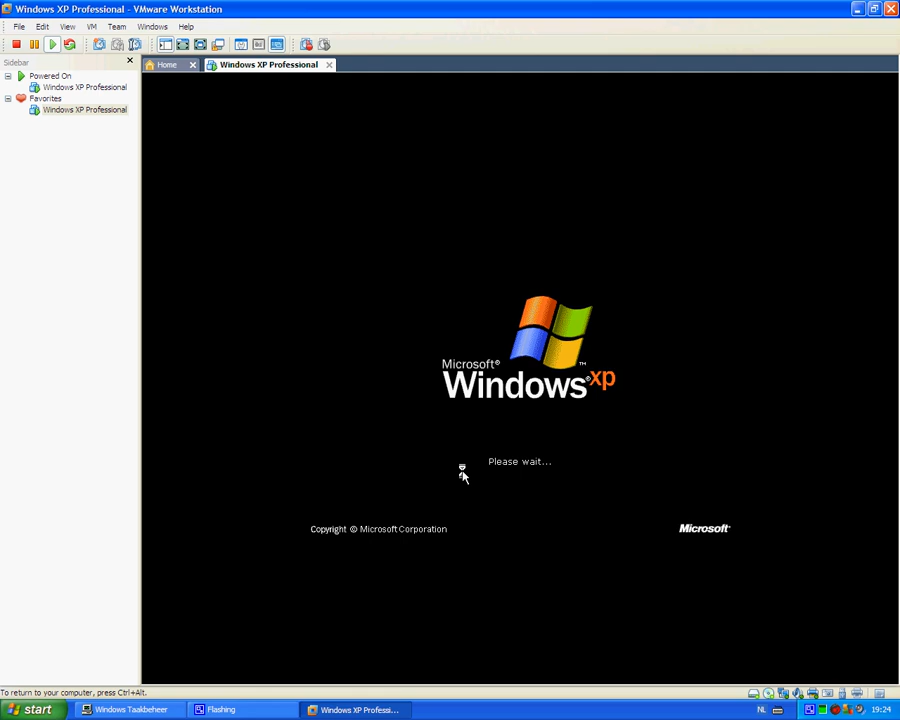 Windows XP Professional - VMware Workstation
File Edit View VM Team Windows Help
Sidebar
Home
Windows XP Professional
Powered On
Windows XP Professional
Favorites
Windows XP Professional
Microsoft®
Windows® xp ™
Please wait...
Copyright © Microsoft Corporation
Microsoft®
To return to your computer, press Ctrl+Alt.
start
Windows Taakbeheer
Flashing
Windows XP Professi...
NL
19:24